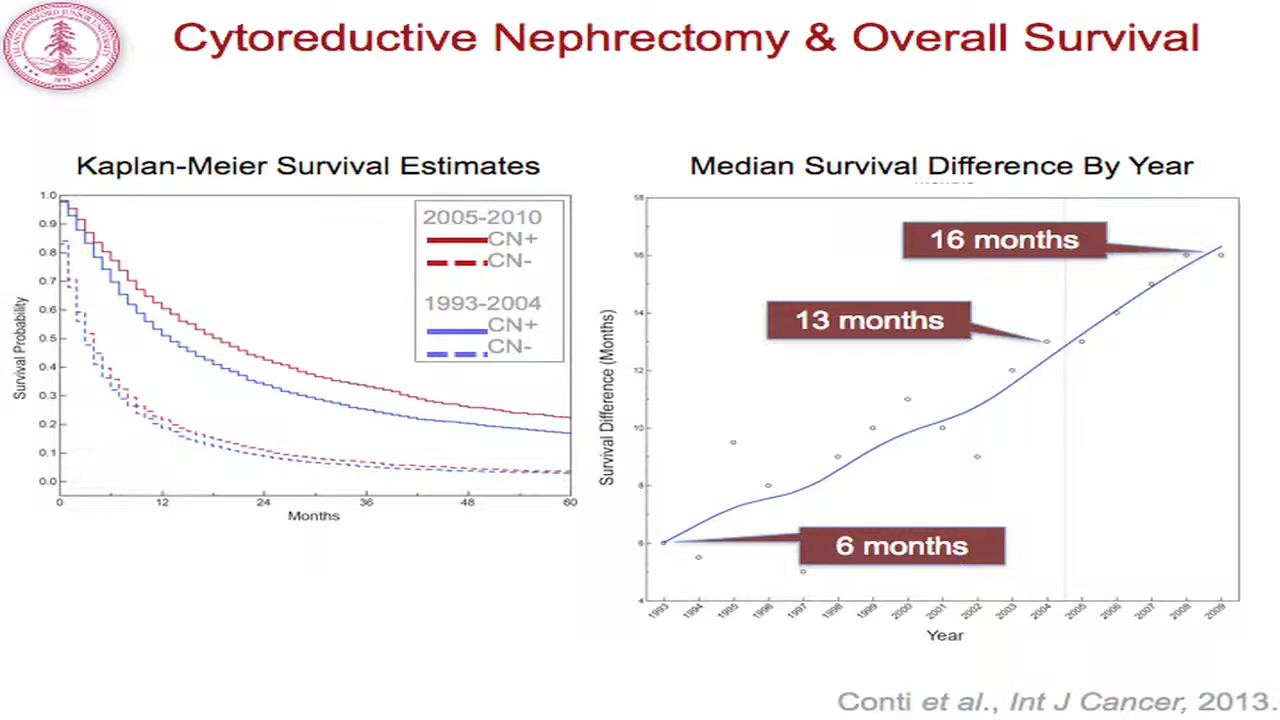 Cytoreductive Nephrectomy & Overall Survival
Kaplan-Meier Survival Estimates
Survival Probability
1.0
0.9
0.8
0.7
0.6
0.5
0.4
0.3
0.2
0.1
0.0
0 12 24 36 48 60
Months
2005-2010
CN+
CN-
1993-2004
CN+
CN-
Median Survival Difference By Year
Survival Difference (Months)
18
16
14
12
10
8
6
4
16 months
13 months
6 months
1993 1994 1995 1996 1997 1998 1999 2000 2001 2002 2003 2004 2005 2006 2007 2008 2009
Year
Conti et al., Int J Cancer, 2013.